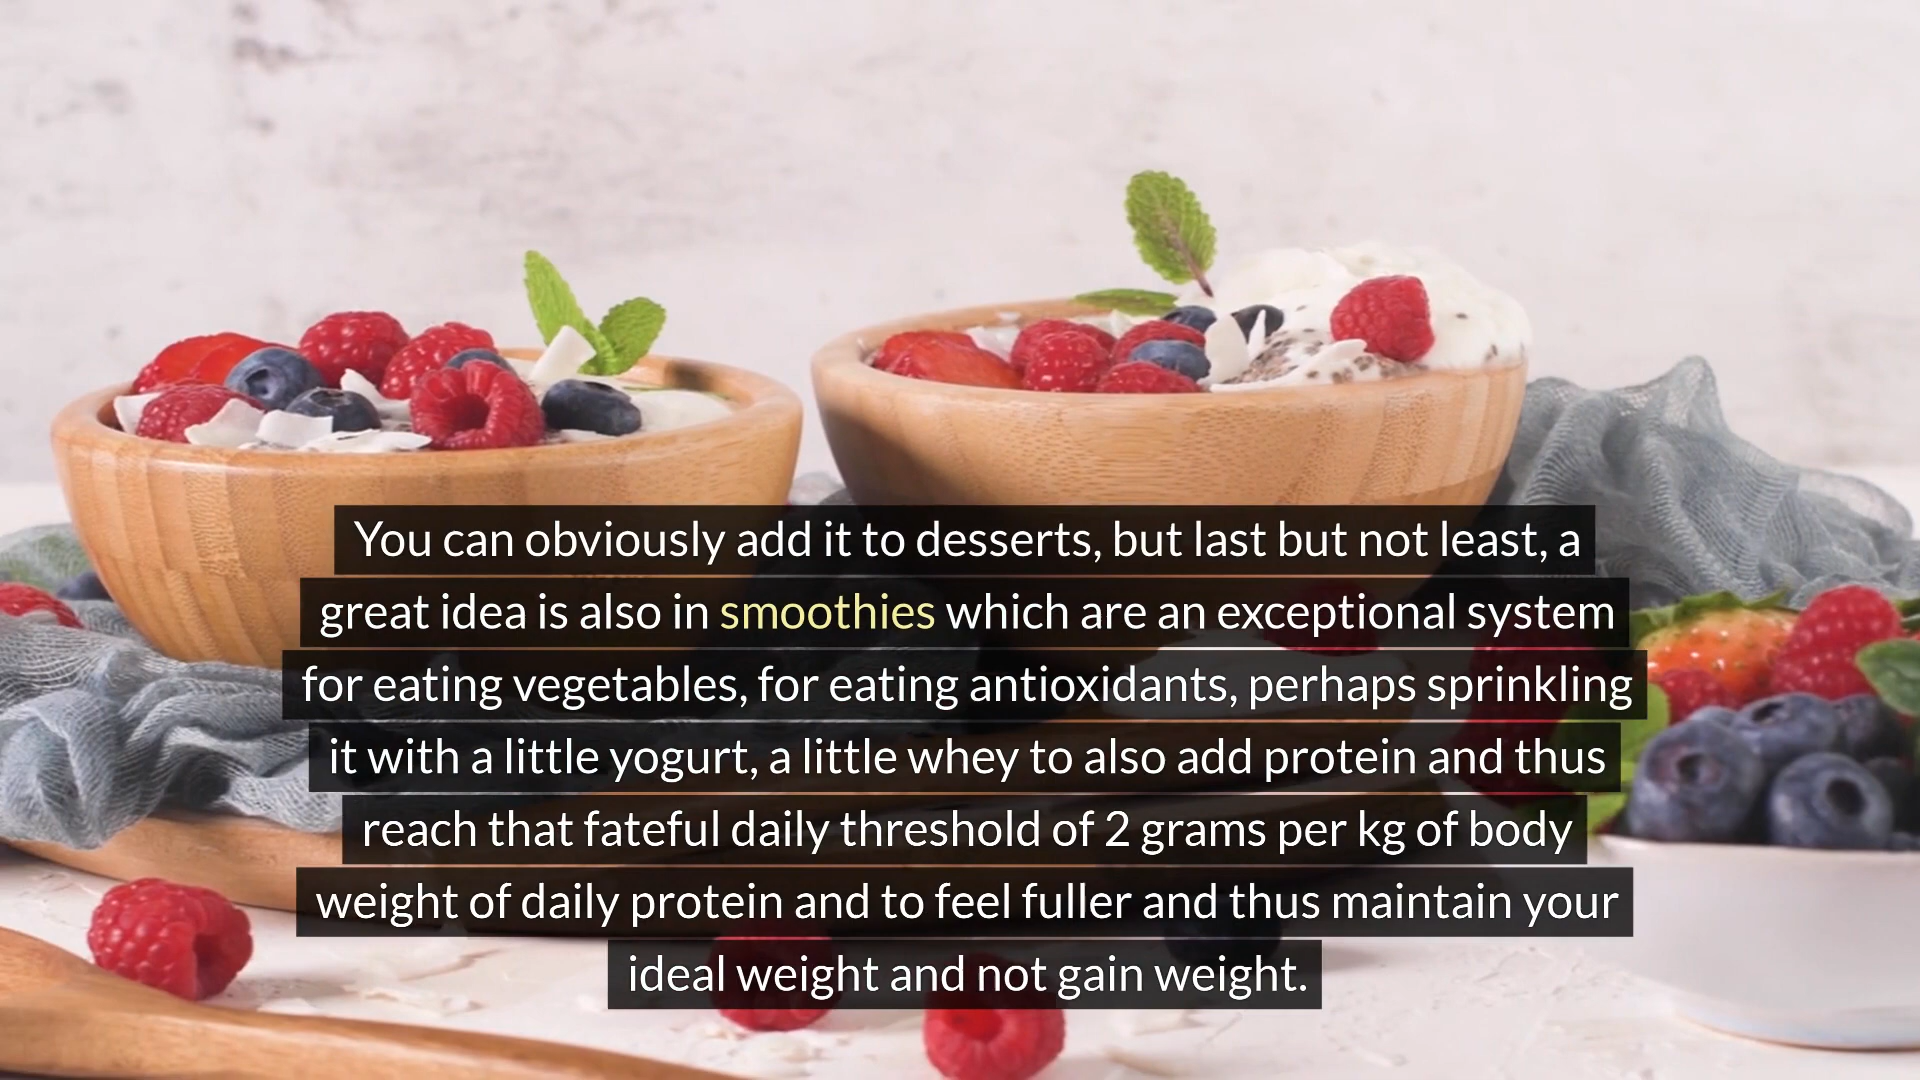 You can obviously add it to desserts, but last but not least, a
great idea is also in smoothies which are an exceptional system
for eating vegetables, for eating antioxidants, perhaps sprinkling
it with a little yogurt, a little whey to also add protein and thus
reach that fateful daily threshold of 2 grams per kg of body
weight of daily protein and to feel fuller and thus maintain your
ideal weight and not gain weight.